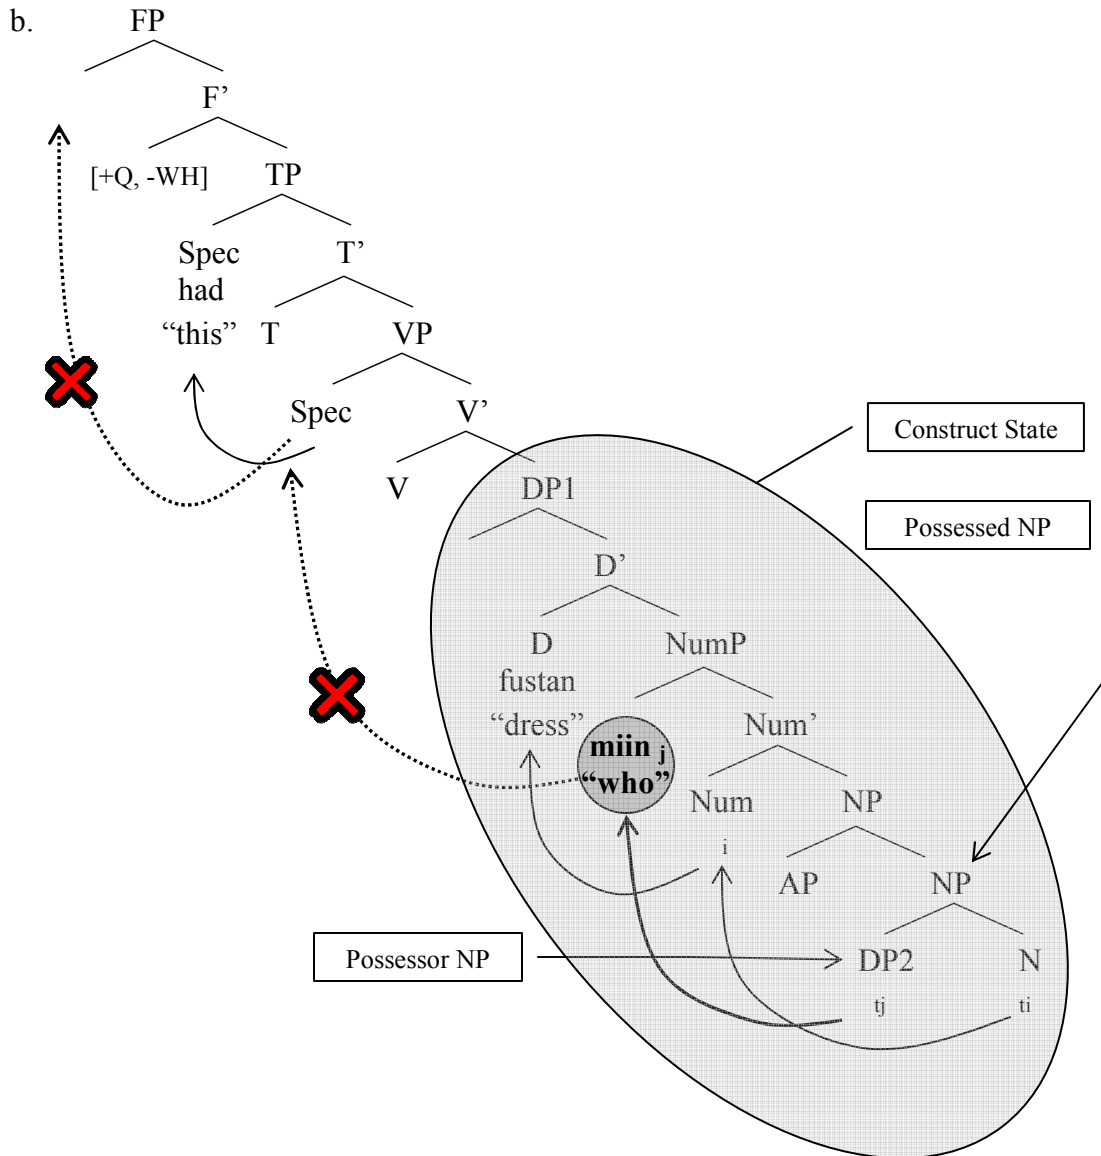 b.
FP
F’
[+Q, -WH] TP
Spec T’
had
“this” T VP
Spec V’
Construct State
V DP1
Possessed NP
D’
D NumP
fustan
“dress” Num’
miin j
“who”
Num NP
i
AP NP
Possessor NP
DP2 N
tj ti